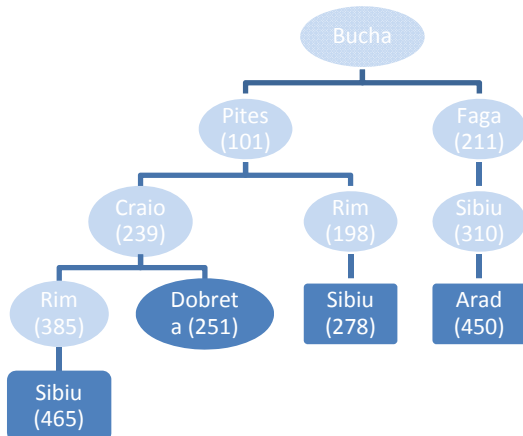 Bucha
Pites
(101)
Faga
(211)
Craio
(239)
Rim
(198)
Sibiu
(310)
Rim
(385)
Dobret
a (251)
Sibiu
(278)
Arad
(450)
Sibiu
(465)